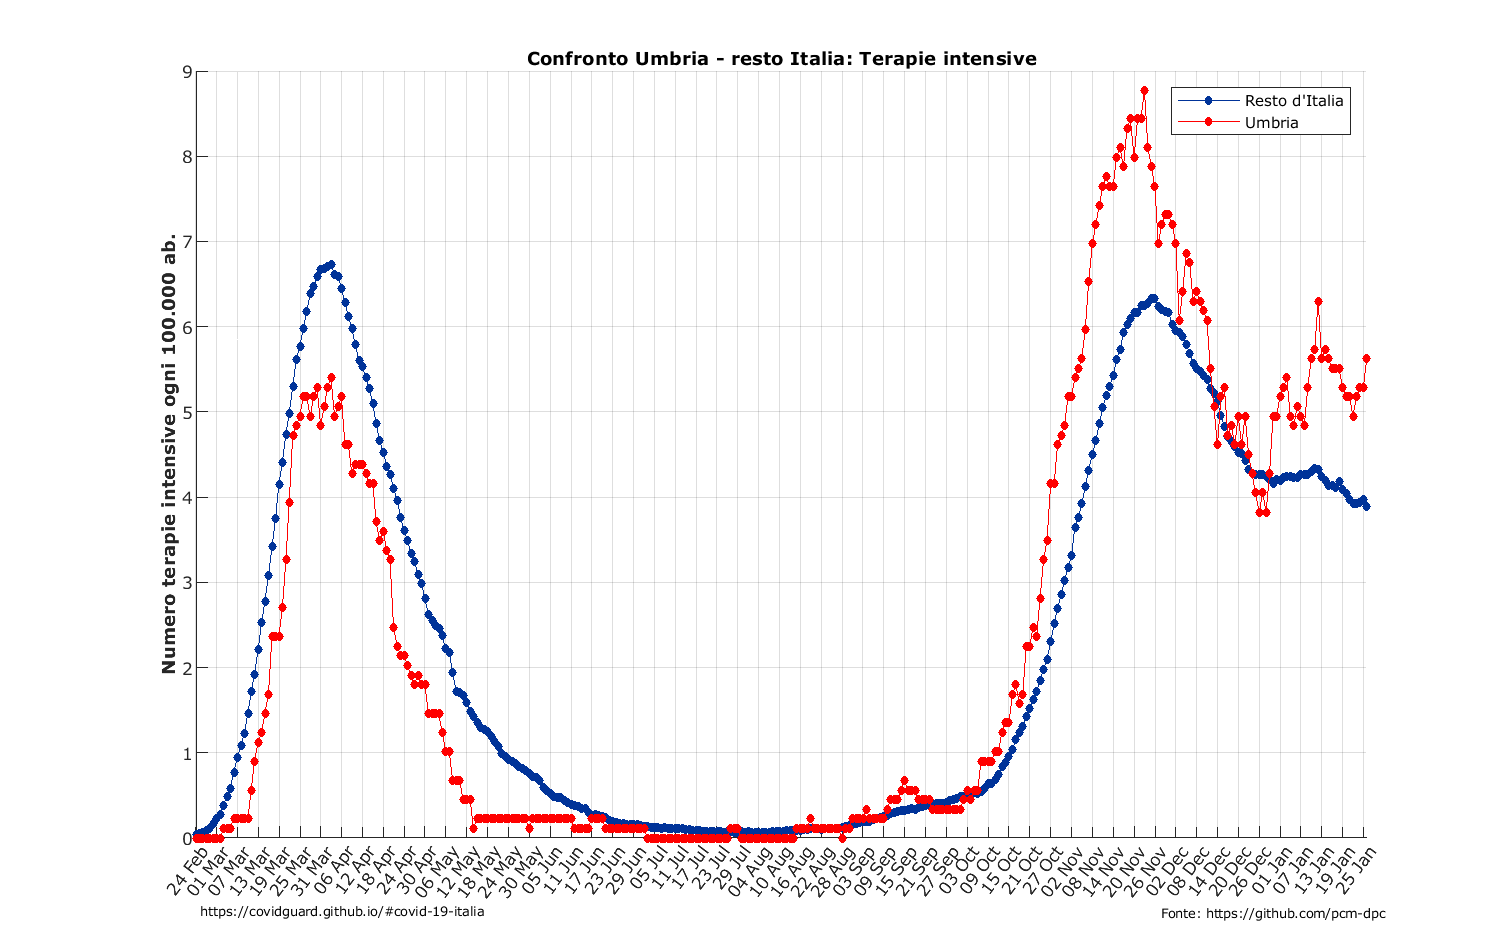 Confronto Umbria - resto Italia: Terapie intensive
Numero terapie intensive ogni 100.000 ab.
9
8
7
6
5
4
3
2
1
0
Resto d'Italia
Umbria
24 Feb
01 Mar
07 Mar
13 Mar
19 Mar
25 Mar
31 Mar
06 Apr
12 Apr
18 Apr
24 Apr
30 Apr
06 May
12 May
18 May
24 May
30 May
05 Jun
11 Jun
17 Jun
23 Jun
29 Jun
05 Jul
11 Jul
17 Jul
23 Jul
29 Jul
04 Aug
10 Aug
16 Aug
22 Aug
28 Aug
03 Sep
09 Sep
15 Sep
21 Sep
27 Sep
03 Oct
09 Oct
15 Oct
21 Oct
27 Oct
02 Nov
08 Nov
14 Nov
20 Nov
26 Nov
02 Dec
08 Dec
14 Dec
20 Dec
26 Dec
01 Jan
07 Jan
13 Jan
19 Jan
25 Jan
https://covidguard.github.io/#covid-19-italia
Fonte: https://github.com/pcm-dpc